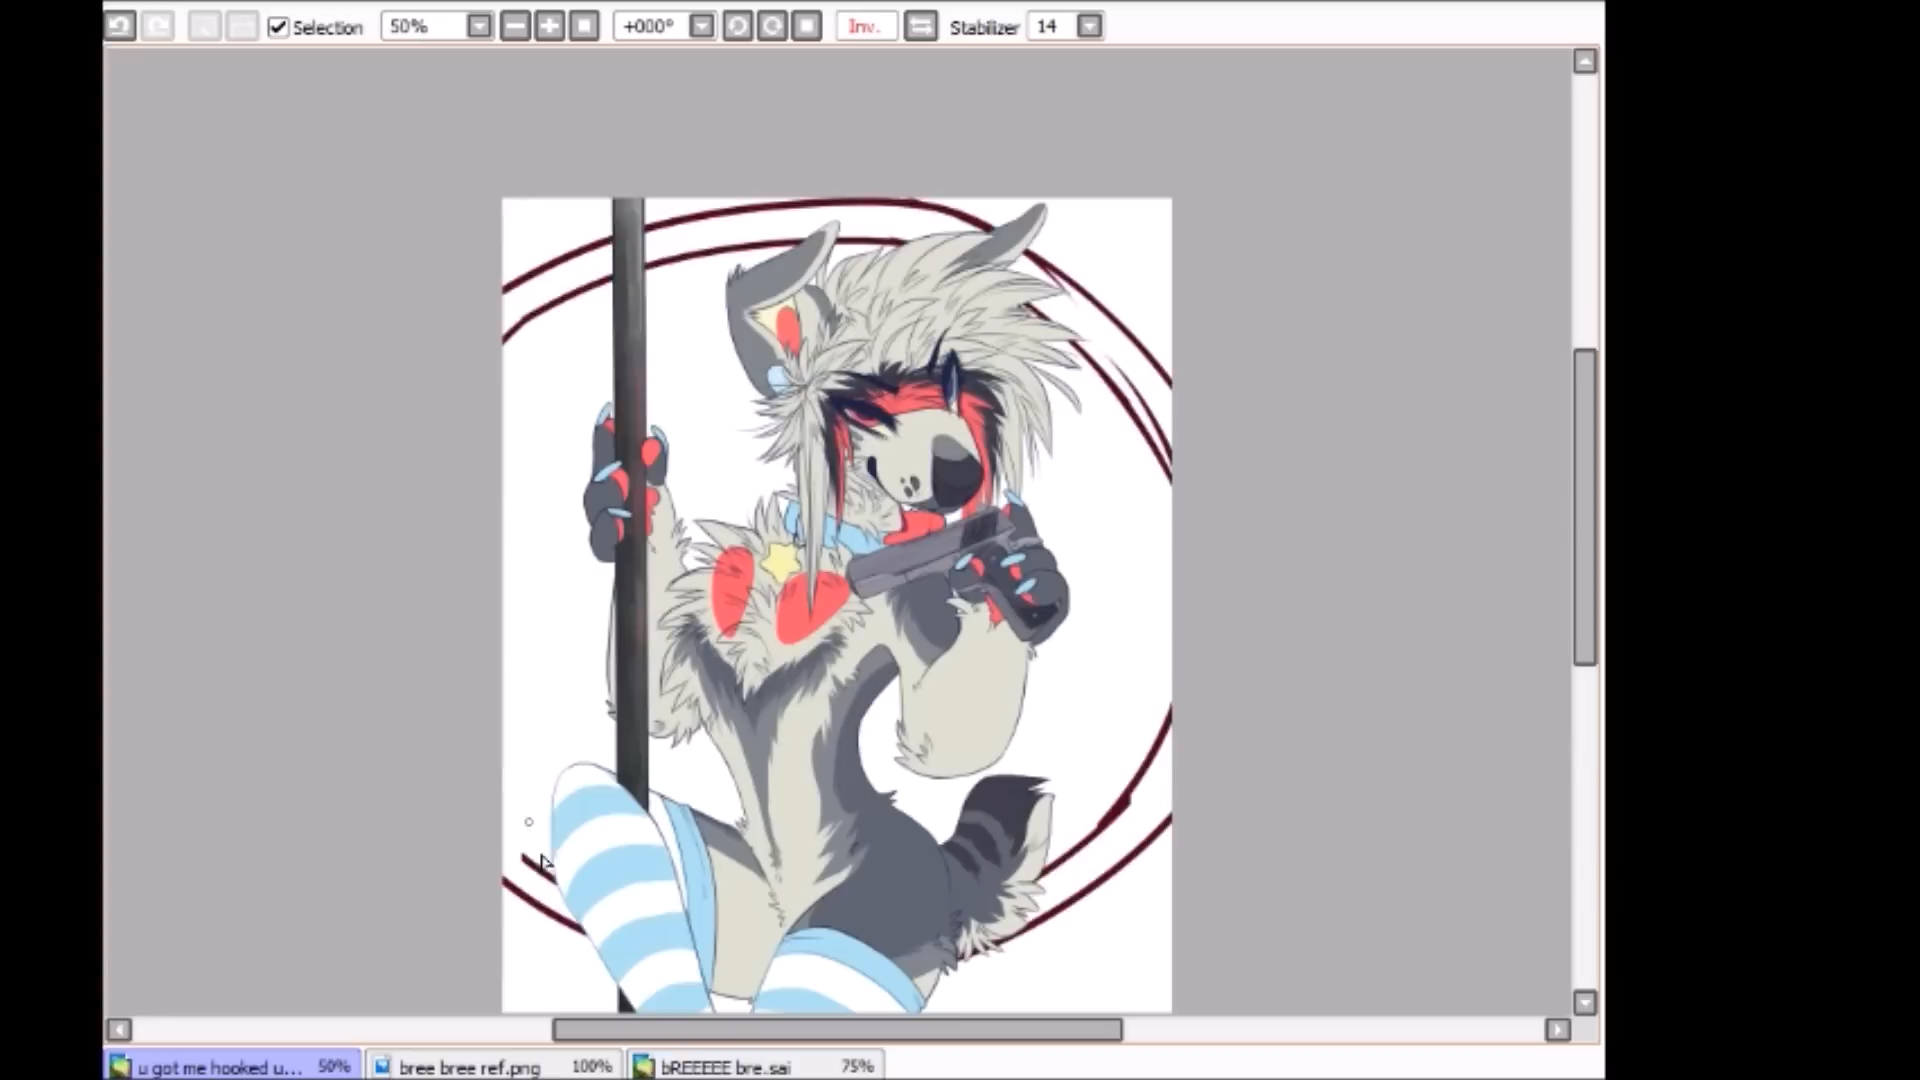 Selection 50% +000° Inv. Stabilizer 14
u got me hooked u... 50% bree bree ref.png 100% bREEEEE bre.sai 75%